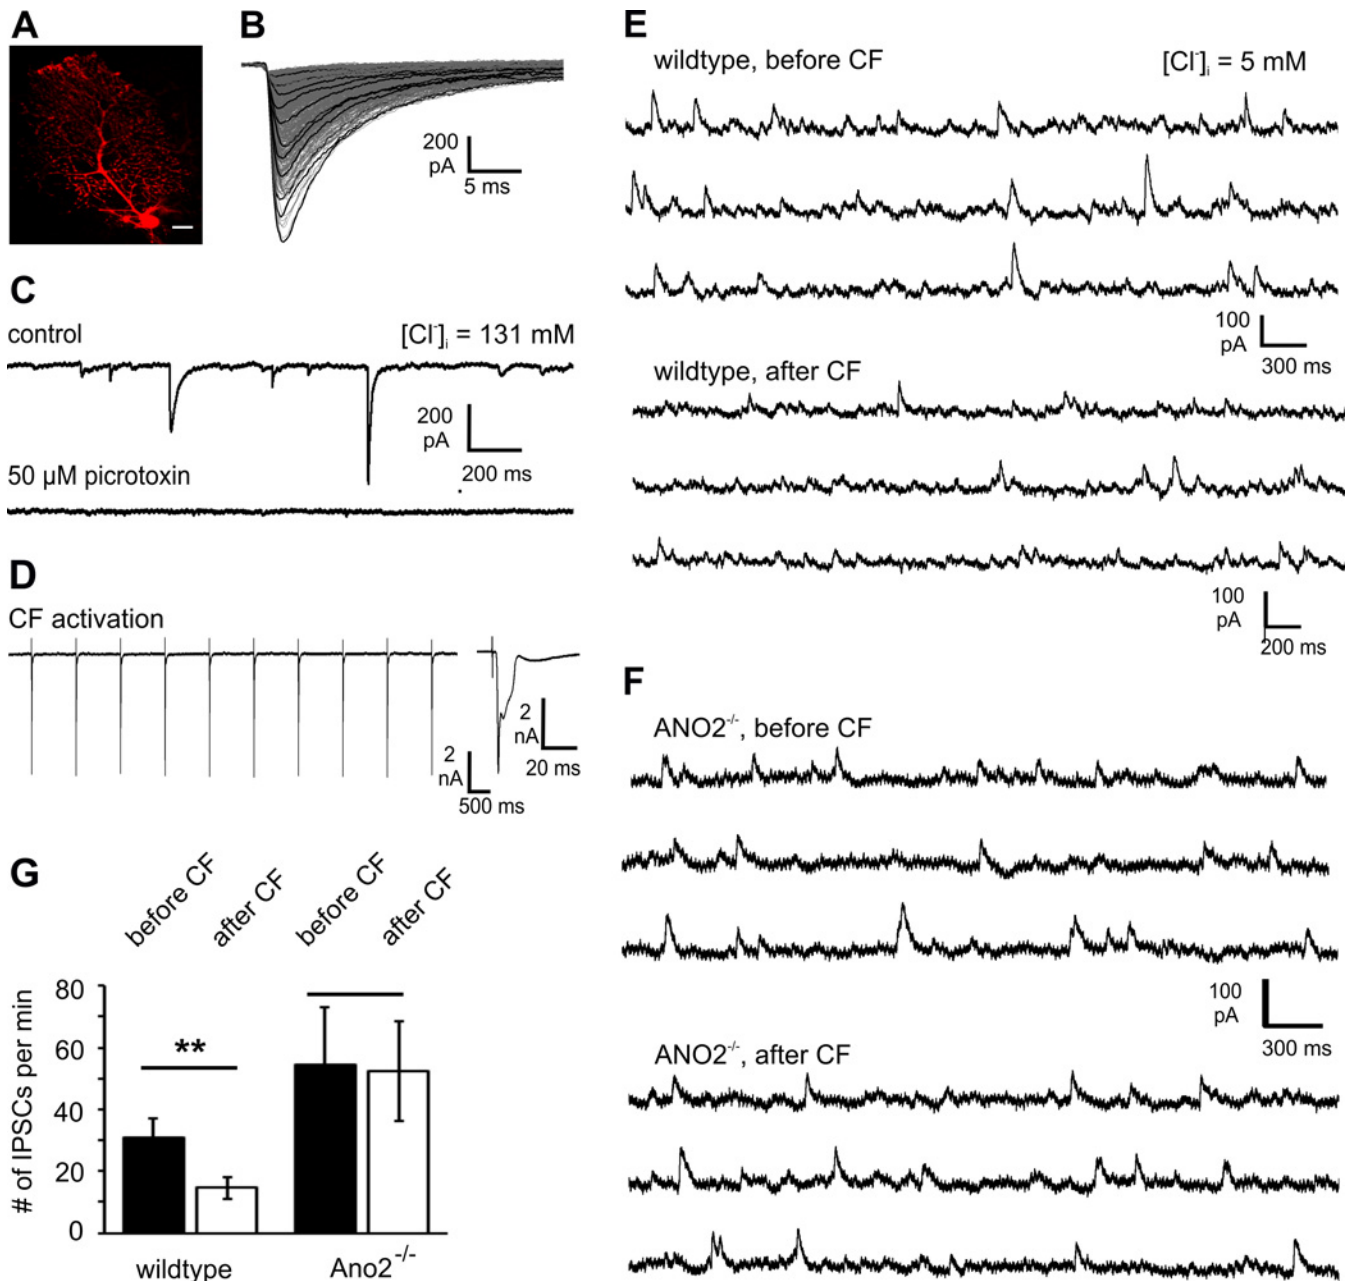 A
B
200
pA
5 ms
C
control
[Cl⁻]ᵢ = 131 mM
200
pA
200 ms
50 µM picrotoxin
D
CF activation
2
nA
500 ms
2
nA
20 ms
E
wildtype, before CF
[Cl⁻]ᵢ = 5 mM
100
pA
300 ms
wildtype, after CF
100
pA
200 ms
F
ANO2⁻/⁻, before CF
100
pA
300 ms
ANO2⁻/⁻, after CF
G
before CF
after CF
before CF
after CF
# of IPSCs per min
80
60
40
20
0
**
wildtype
Ano2⁻/⁻